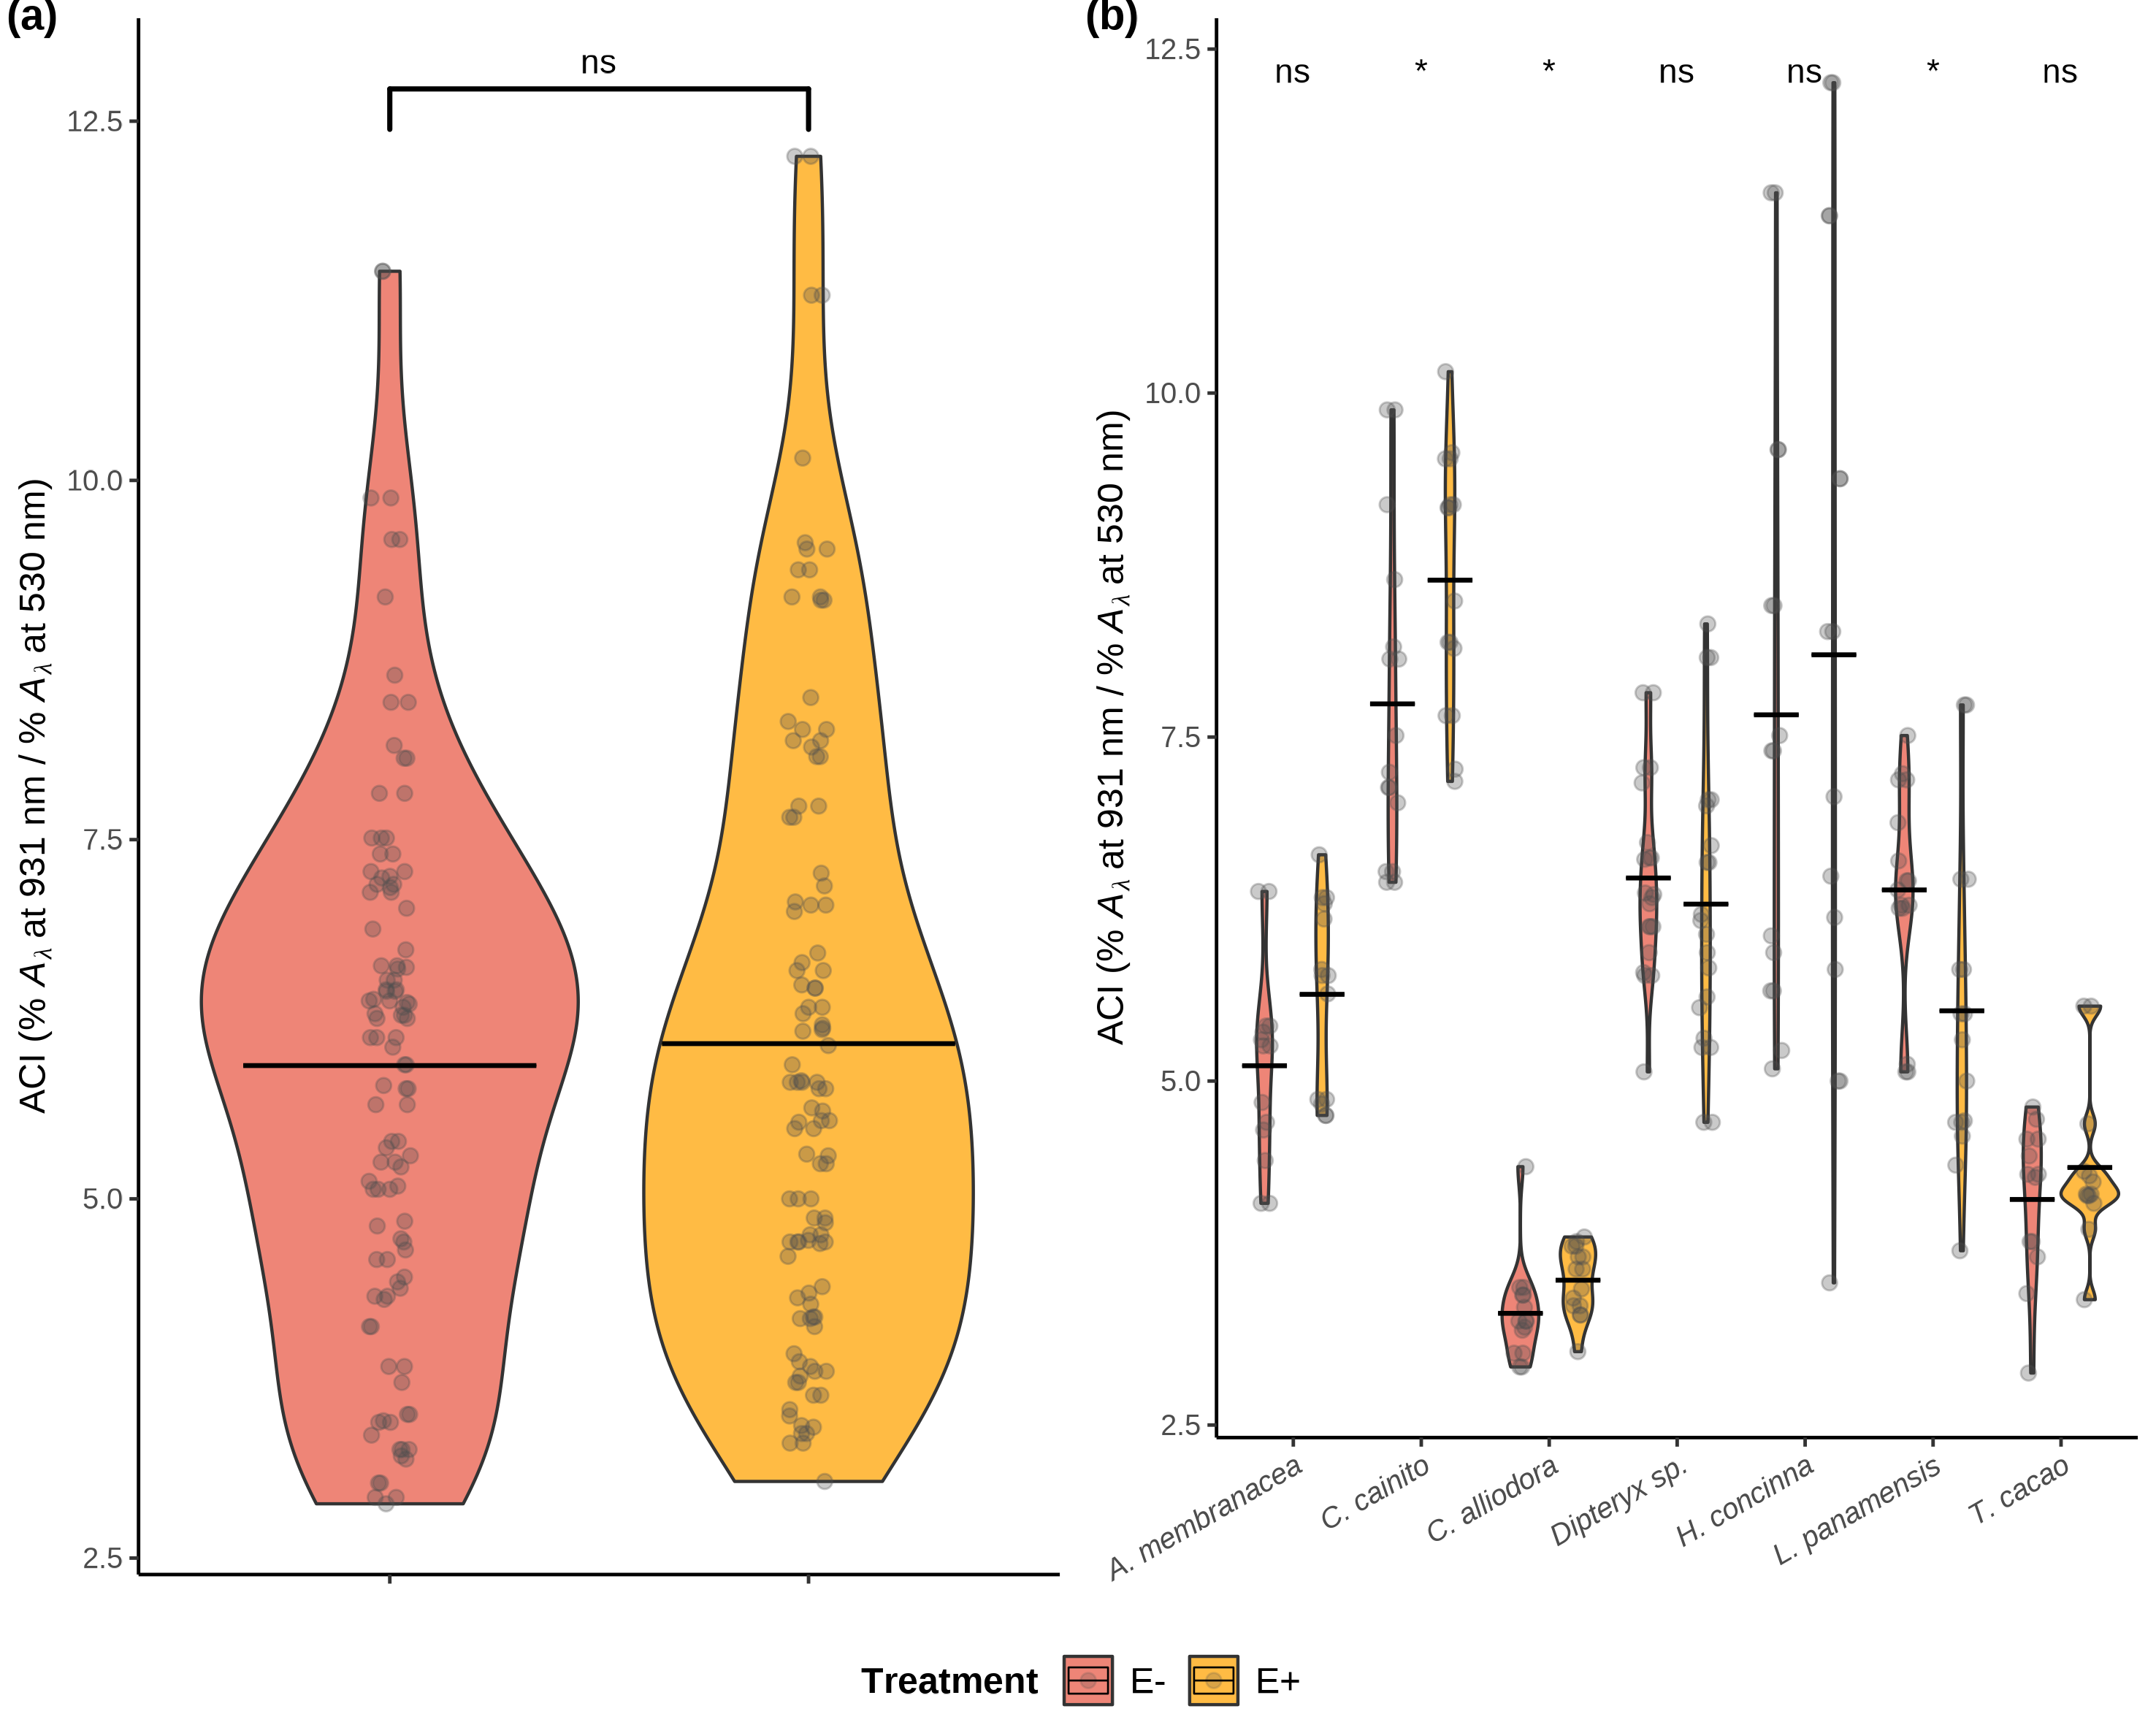 (a)
ns
12.5
10.0
7.5
5.0
2.5
ACI (% Aλ at 931 nm / % Aλ at 530 nm)
(b)
ns * * ns ns * ns
12.5
10.0
7.5
5.0
2.5
ACI (% Aλ at 931 nm / % Aλ at 530 nm)
A. membranacea
C. cainito
C. alliodora
Dipteryx sp.
H. concinna
L. panamensis
T. cacao
Treatment E- E+